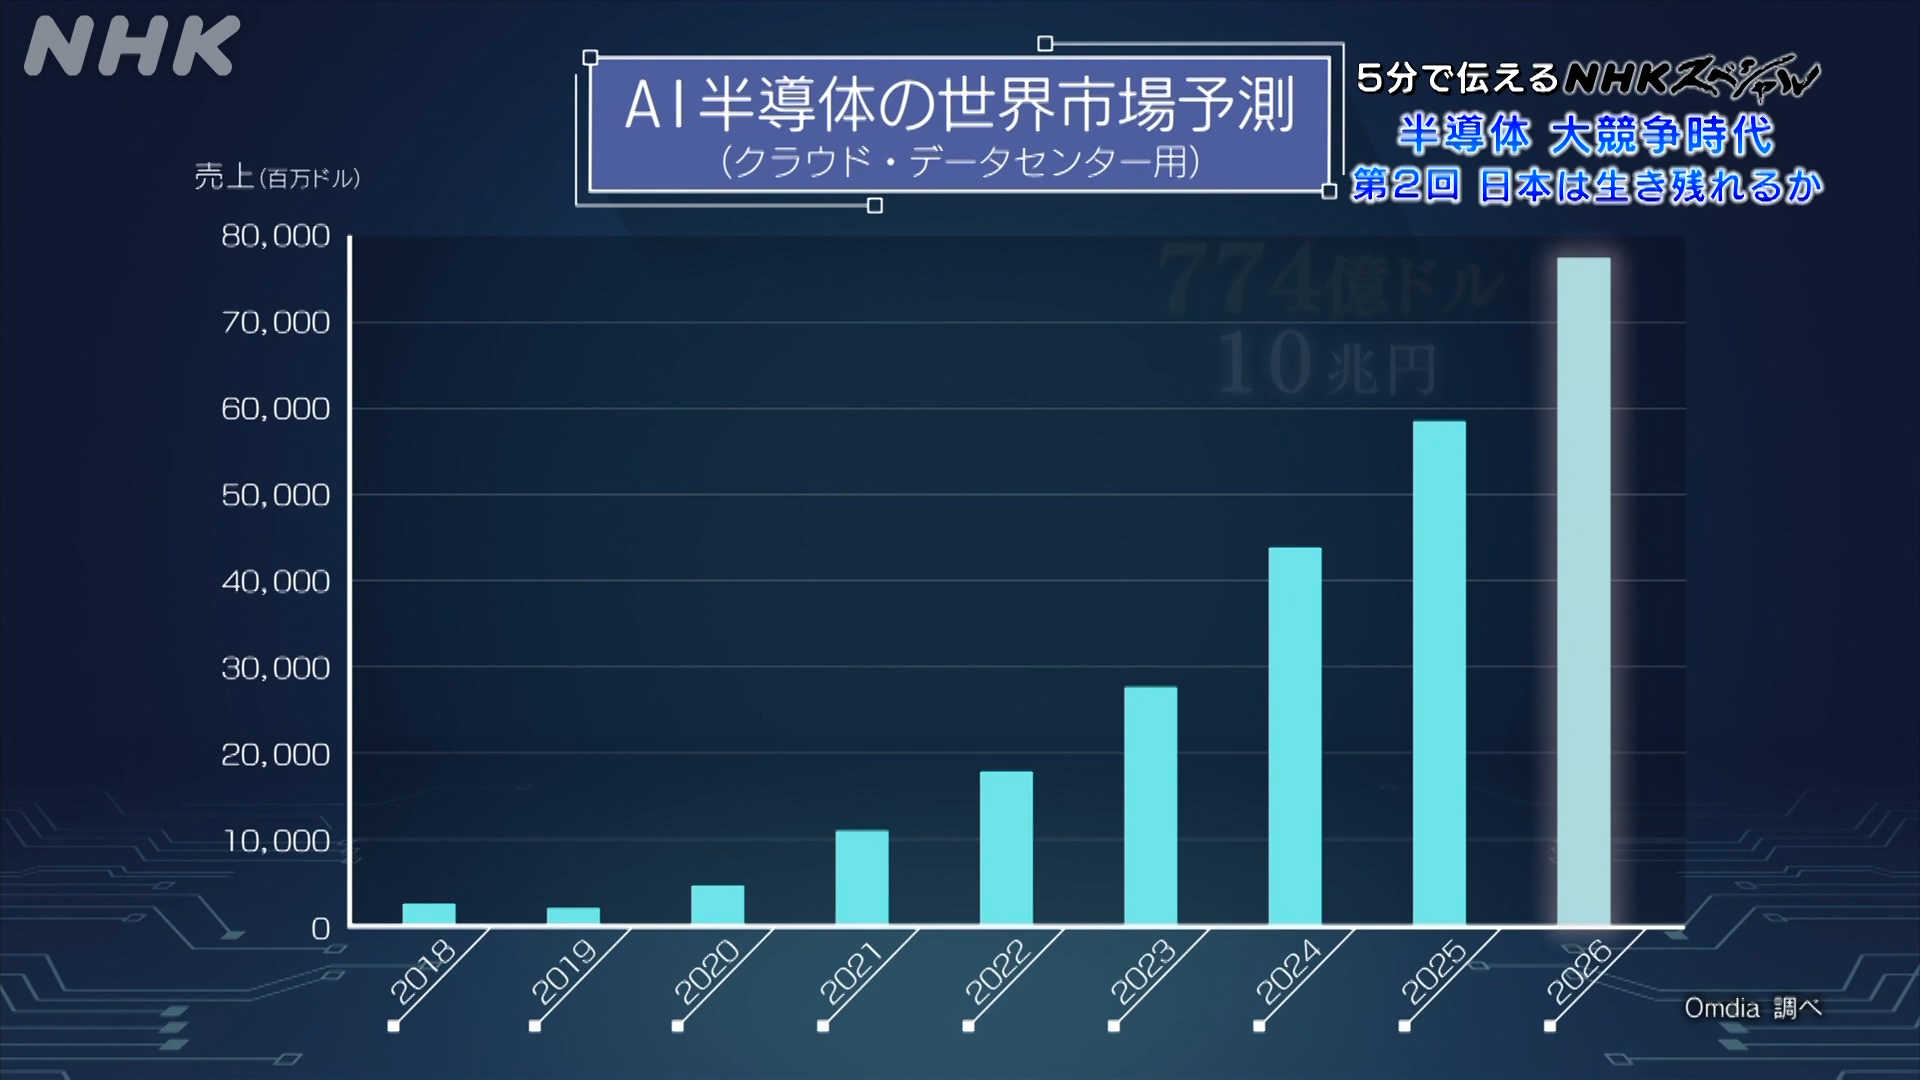 NHK
AI半導体の世界市場予測
(クラウド・データセンター用)
5分で伝えるNHKスペシャル
半導体 大競争時代
第2回 日本は生き残れるか
売上(百万ドル)
80,000
70,000
60,000
50,000
40,000
30,000
20,000
10,000
0
774億ドル
10兆円
2018
2019
2020
2021
2022
2023
2024
2025
2026
Omdia 調べ